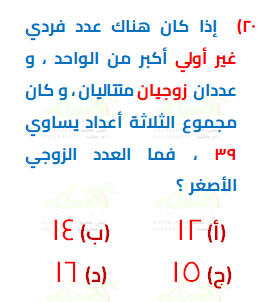 ٢٠) إذا كان هناك عدد فردي
غير أولي أكبر من الواحد ، و
عددان زوجيان متتاليان ، و كان
مجموع الثلاثة أعداد يساوي
٣٩ ، فما العدد الزوجي
الأصغر ؟
(أ) ١٢ (ب) ١٤
(ج) ١٥ (د) ١٦